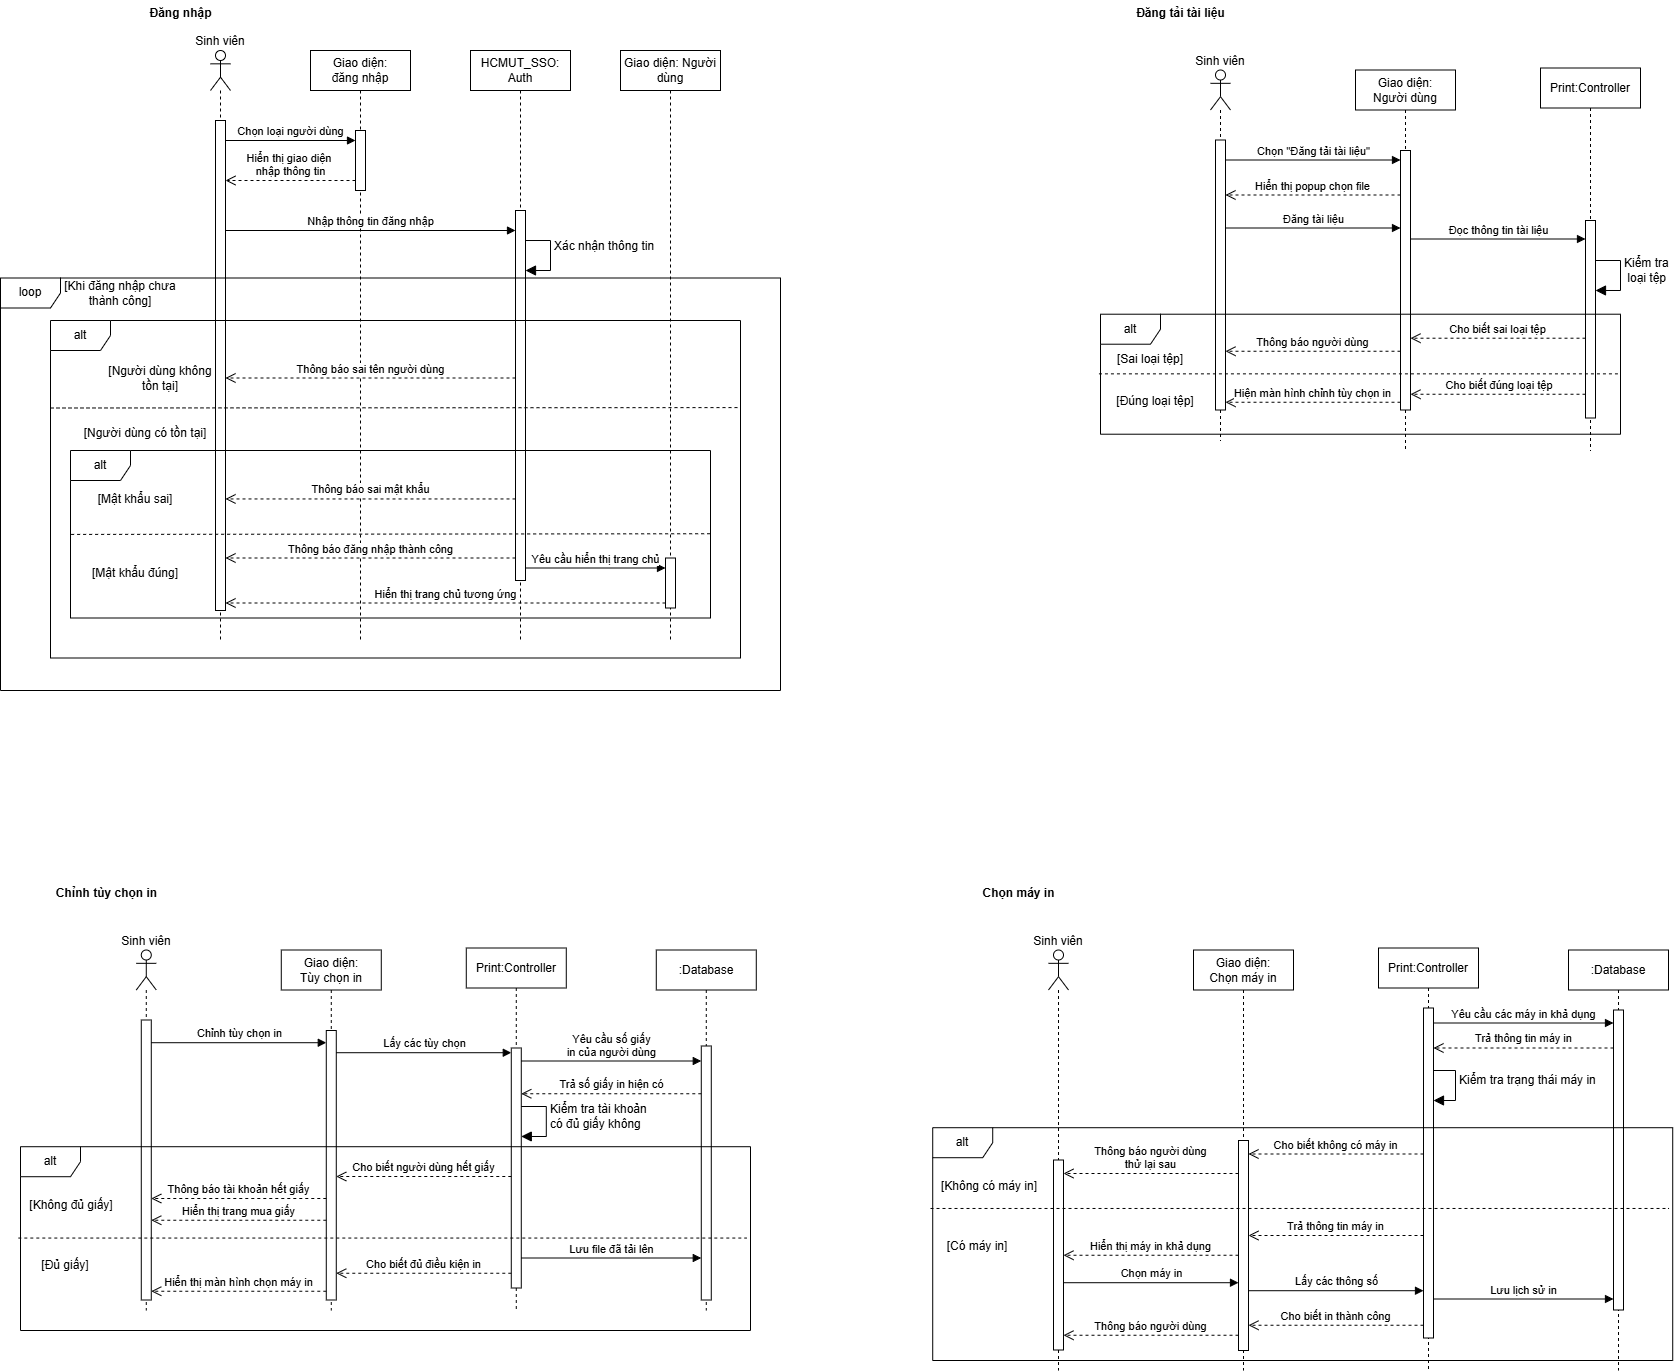 Đăng nhập
Sinh viên
Giao diện:
đăng nhập
HCMUT_SSO:
Auth
Giao diện: Người
dùng
Chọn loại người dùng
Hiển thị giao diện
nhập thông tin
Nhập thông tin đăng nhập
Xác nhận thông tin
loop
[Khi đăng nhập chưa
thành công]
alt
[Người dùng không
tồn tại]
Thông báo sai tên người dùng
[Người dùng có tồn tại]
alt
[Mật khẩu sai]
Thông báo sai mật khẩu
Thông báo đăng nhập thành công
Yêu cầu hiển thị trang chủ
[Mật khẩu đúng]
Hiển thị trang chủ tương ứng
Đăng tải tài liệu
Sinh viên
Giao diện:
Người dùng
Print:Controller
Chọn "Đăng tải tài liệu"
Hiển thị popup chọn file
Đăng tài liệu
Đọc thông tin tài liệu
Kiểm tra
loại tệp
alt
Cho biết sai loại tệp
Thông báo người dùng
[Sai loại tệp]
Cho biết đúng loại tệp
Hiện màn hình chỉnh tùy chọn in
[Đúng loại tệp]
Chỉnh tùy chọn in
Sinh viên
Giao diện:
Tùy chọn in
Print:Controller
:Database
Chỉnh tùy chọn in
Lấy các tùy chọn
Yêu cầu số giấy
in của người dùng
Trả số giấy in hiện có
Kiểm tra tài khoản
có đủ giấy không
alt
Cho biết người dùng hết giấy
Thông báo tài khoản hết giấy
[Không đủ giấy]
Hiển thị trang mua giấy
Lưu file đã tải lên
[Đủ giấy]
Cho biết đủ điều kiện in
Hiển thị màn hình chọn máy in
Chọn máy in
Sinh viên
Giao diện:
Chọn máy in
Print:Controller
:Database
Yêu cầu các máy in khả dụng
Trả thông tin máy in
Kiểm tra trạng thái máy in
alt
Cho biết không có máy in
Thông báo người dùng
thử lại sau
[Không có máy in]
Trả thông tin máy in
[Có máy in]
Hiển thị máy in khả dụng
Chọn máy in
Lấy các thông số
Lưu lịch sử in
Cho biết in thành công
Thông báo người dùng